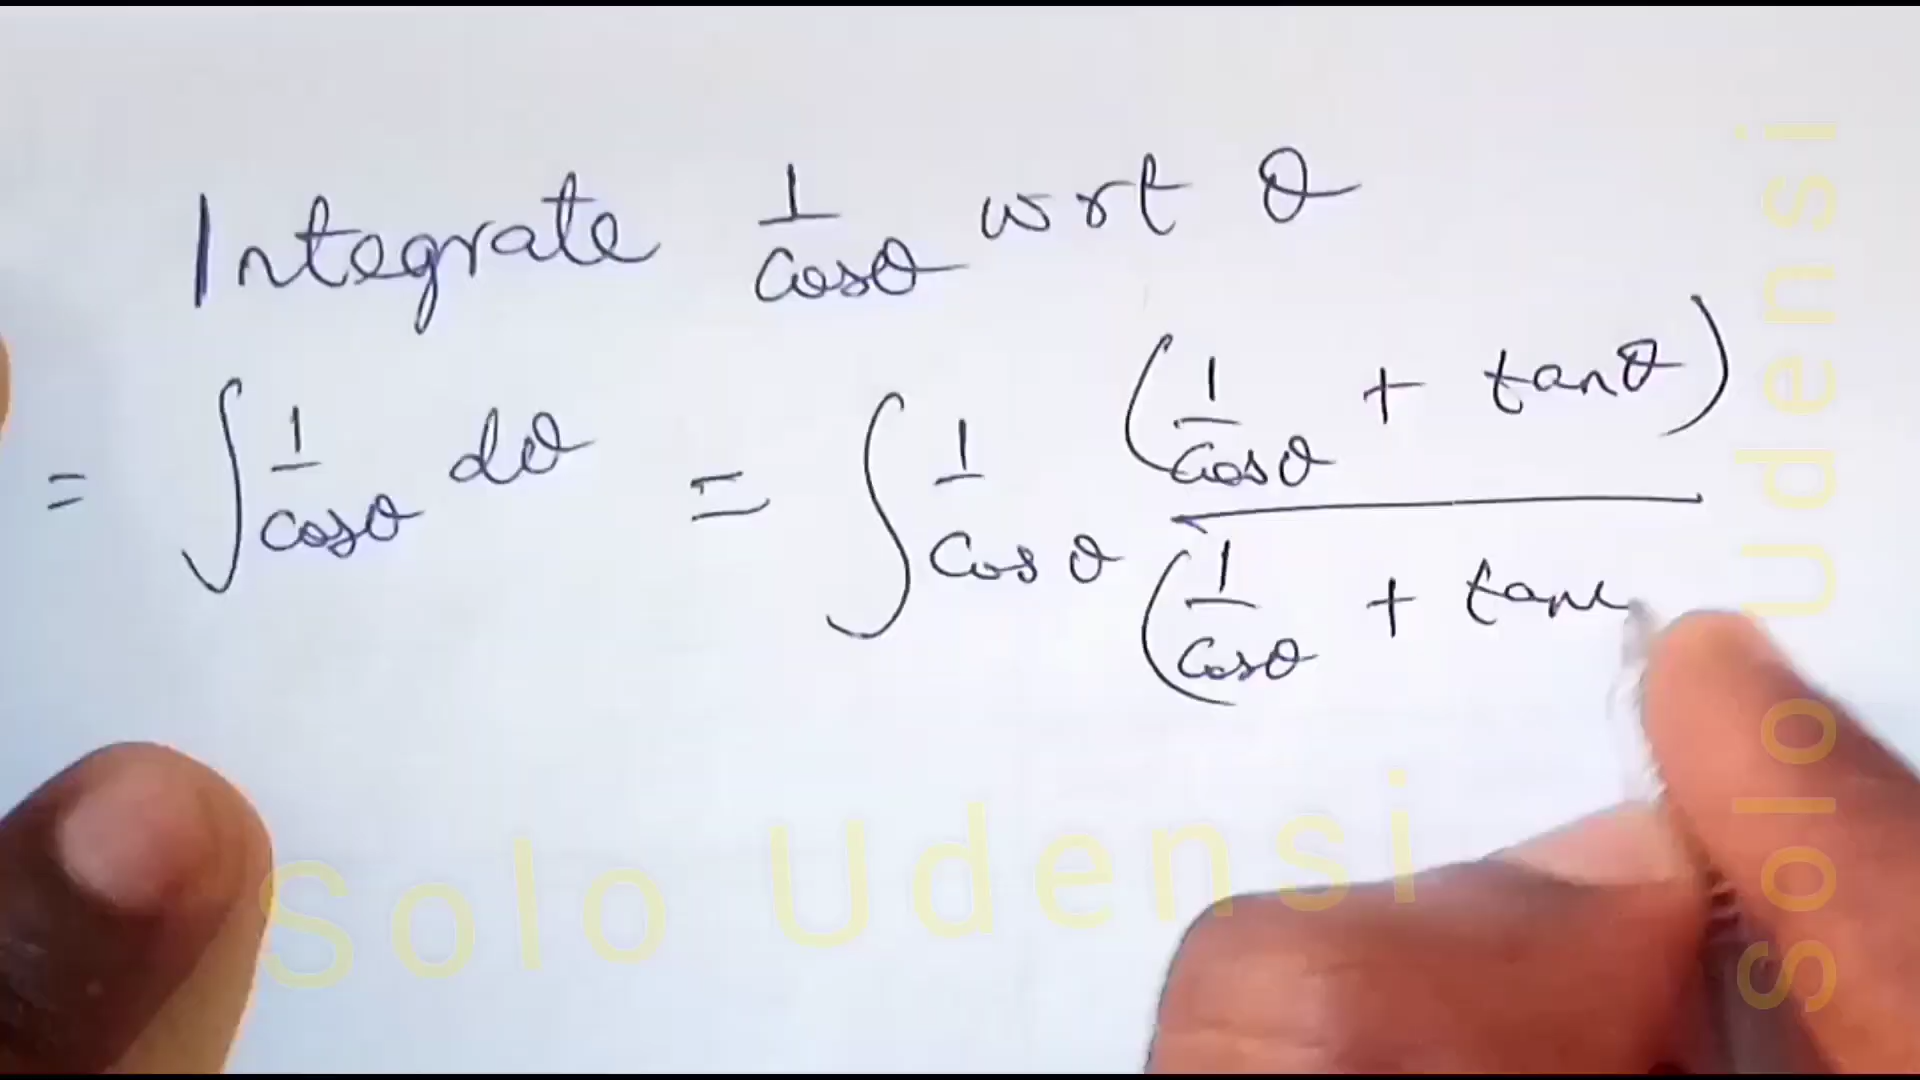 Integrate 1/cosθ wrt θ
= ∫ 1/cosθ dθ = ∫ 1/cosθ (1/cosθ + tanθ)/(1/cosθ + tan
Solo Udensi
Solo Udensi